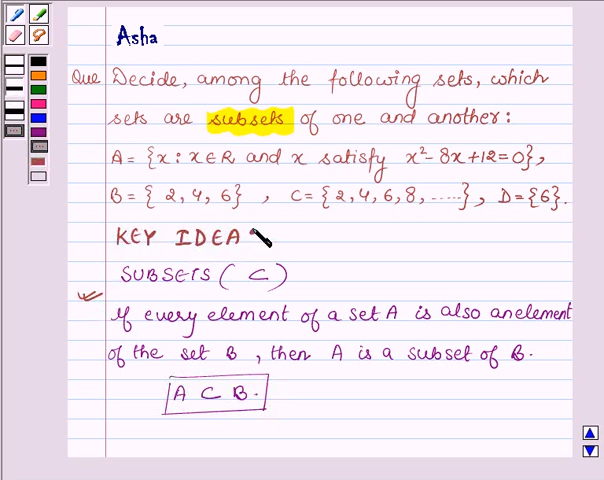 Asha
Que Decide, among the following sets, which
sets are subsets of one and another:
A = {x : x ∈ R and x satisfy x² - 8x + 12 = 0},
B = { 2, 4, 6} , C = { 2, 4, 6, 8, .....} , D = {6}.
KEY IDEA
SUBSETS ( ⊂ )
If every element of a set A is also an element
of the set B , then A is a subset of B.
A ⊂ B.